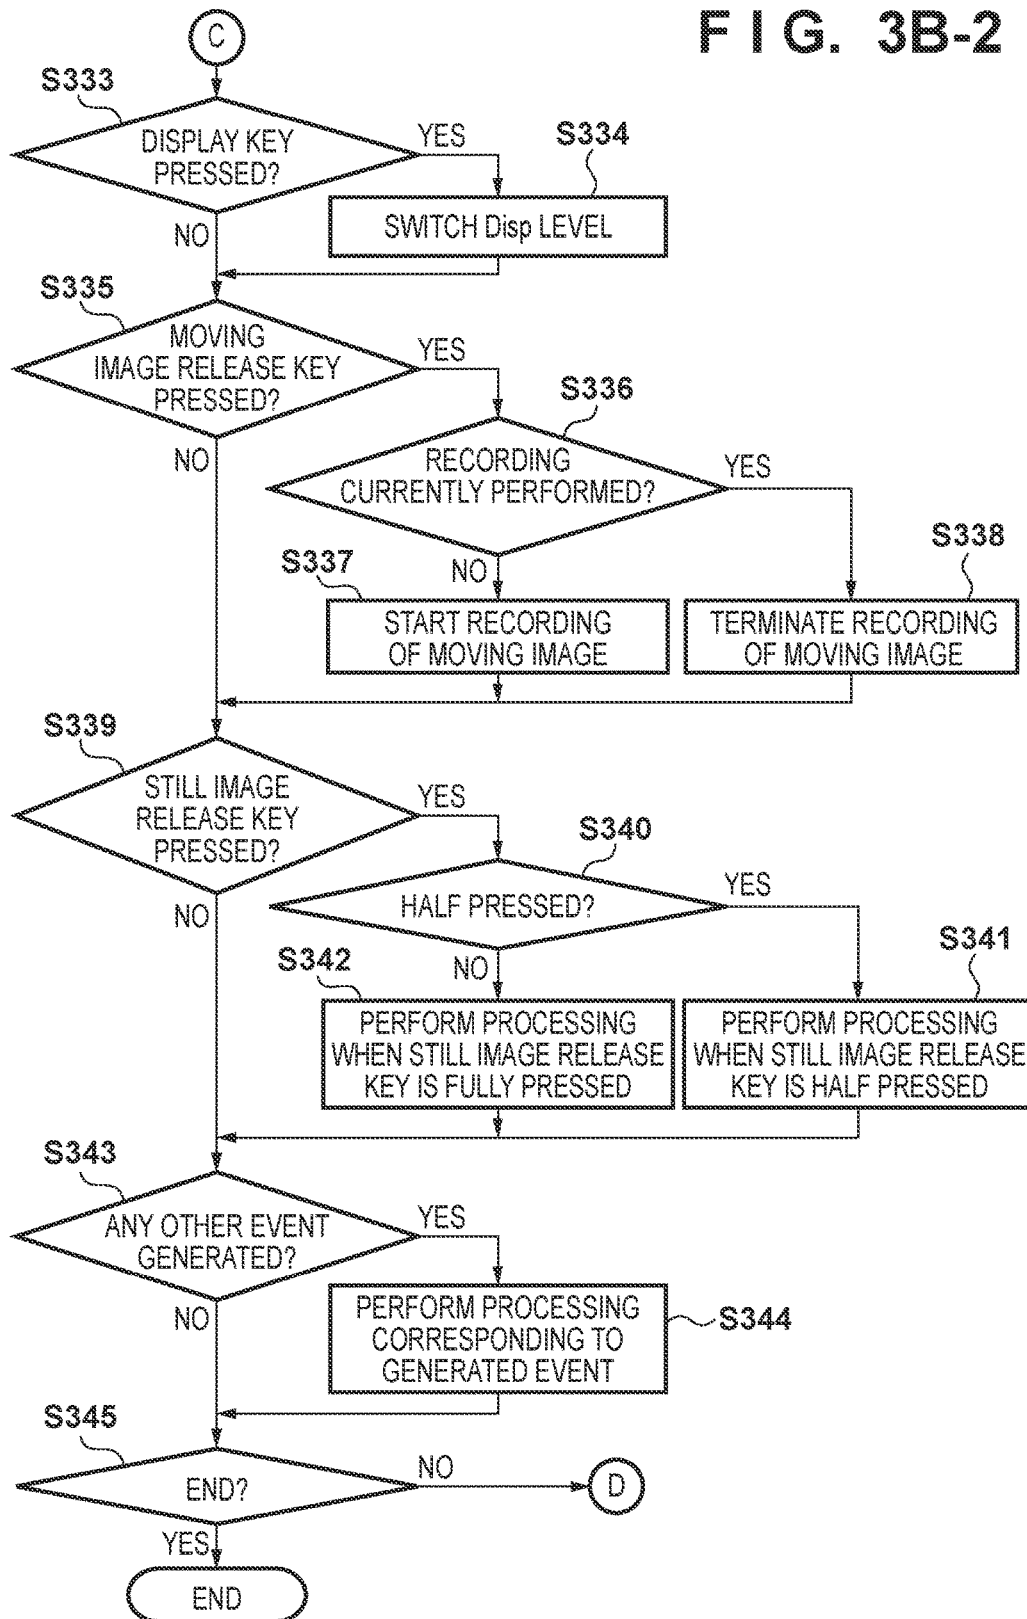 F I G. 3B-2
C
S333
DISPLAY KEY
PRESSED?
YES
S334
SWITCH Disp LEVEL
NO
S335
MOVING
IMAGE RELEASE KEY
PRESSED?
YES
S336
NO
RECORDING
CURRENTLY PERFORMED?
YES
S337
NO
S338
START RECORDING
OF MOVING IMAGE
TERMINATE RECORDING
OF MOVING IMAGE
S339
STILL IMAGE
RELEASE KEY
PRESSED?
YES
S340
NO
HALF PRESSED?
YES
S342
NO
S341
PERFORM PROCESSING
WHEN STILL IMAGE RELEASE
KEY IS FULLY PRESSED
PERFORM PROCESSING
WHEN STILL IMAGE RELEASE
KEY IS HALF PRESSED
S343
ANY OTHER EVENT
GENERATED?
YES
NO
PERFORM PROCESSING
CORRESPONDING TO
GENERATED EVENT
S344
S345
END?
NO
D
YES
END